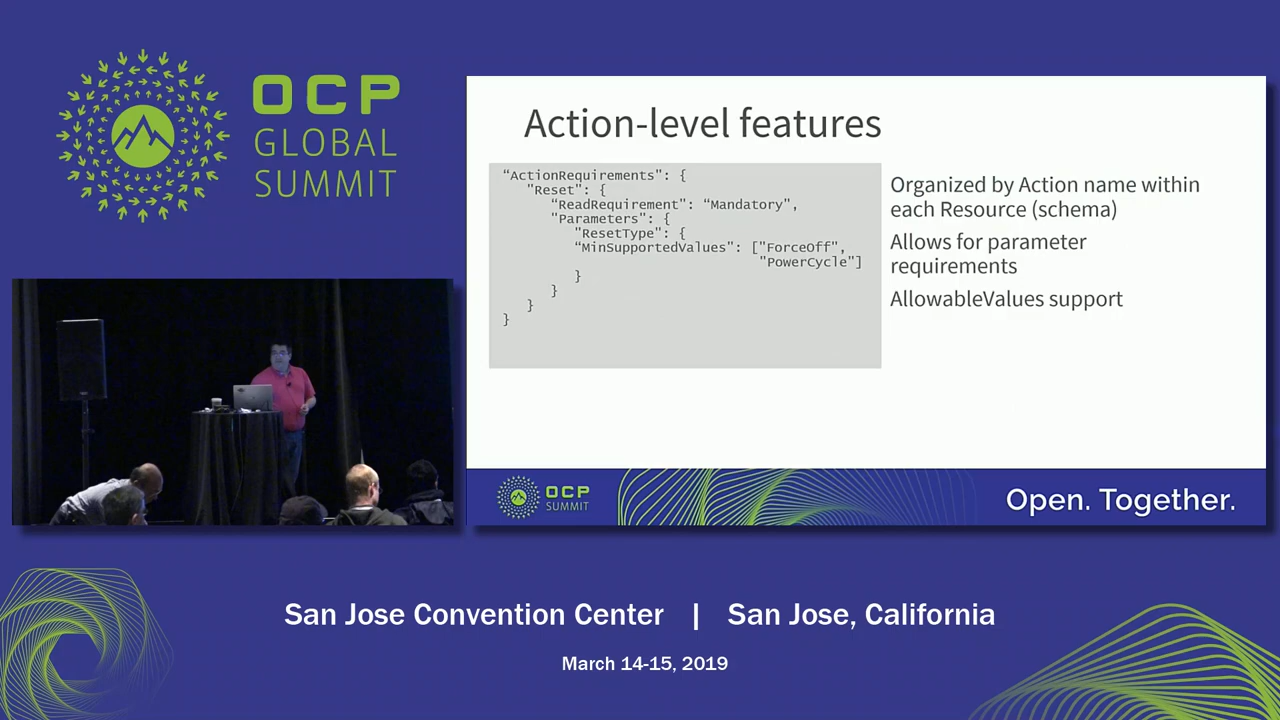 OCP
GLOBAL
SUMMIT
Action-level features
“ActionRequirements": {
"Reset": {
"ReadRequirement": “Mandatory”,
"Parameters": {
"ResetType": {
"MinSupportedValues": ["ForceOff",
"PowerCycle"]
}
}
}
}
Organized by Action name within
each Resource (schema)
Allows for parameter
requirements
AllowableValues support
OCP
SUMMIT
Open. Together.
San Jose Convention Center | San Jose, California
March 14-15, 2019